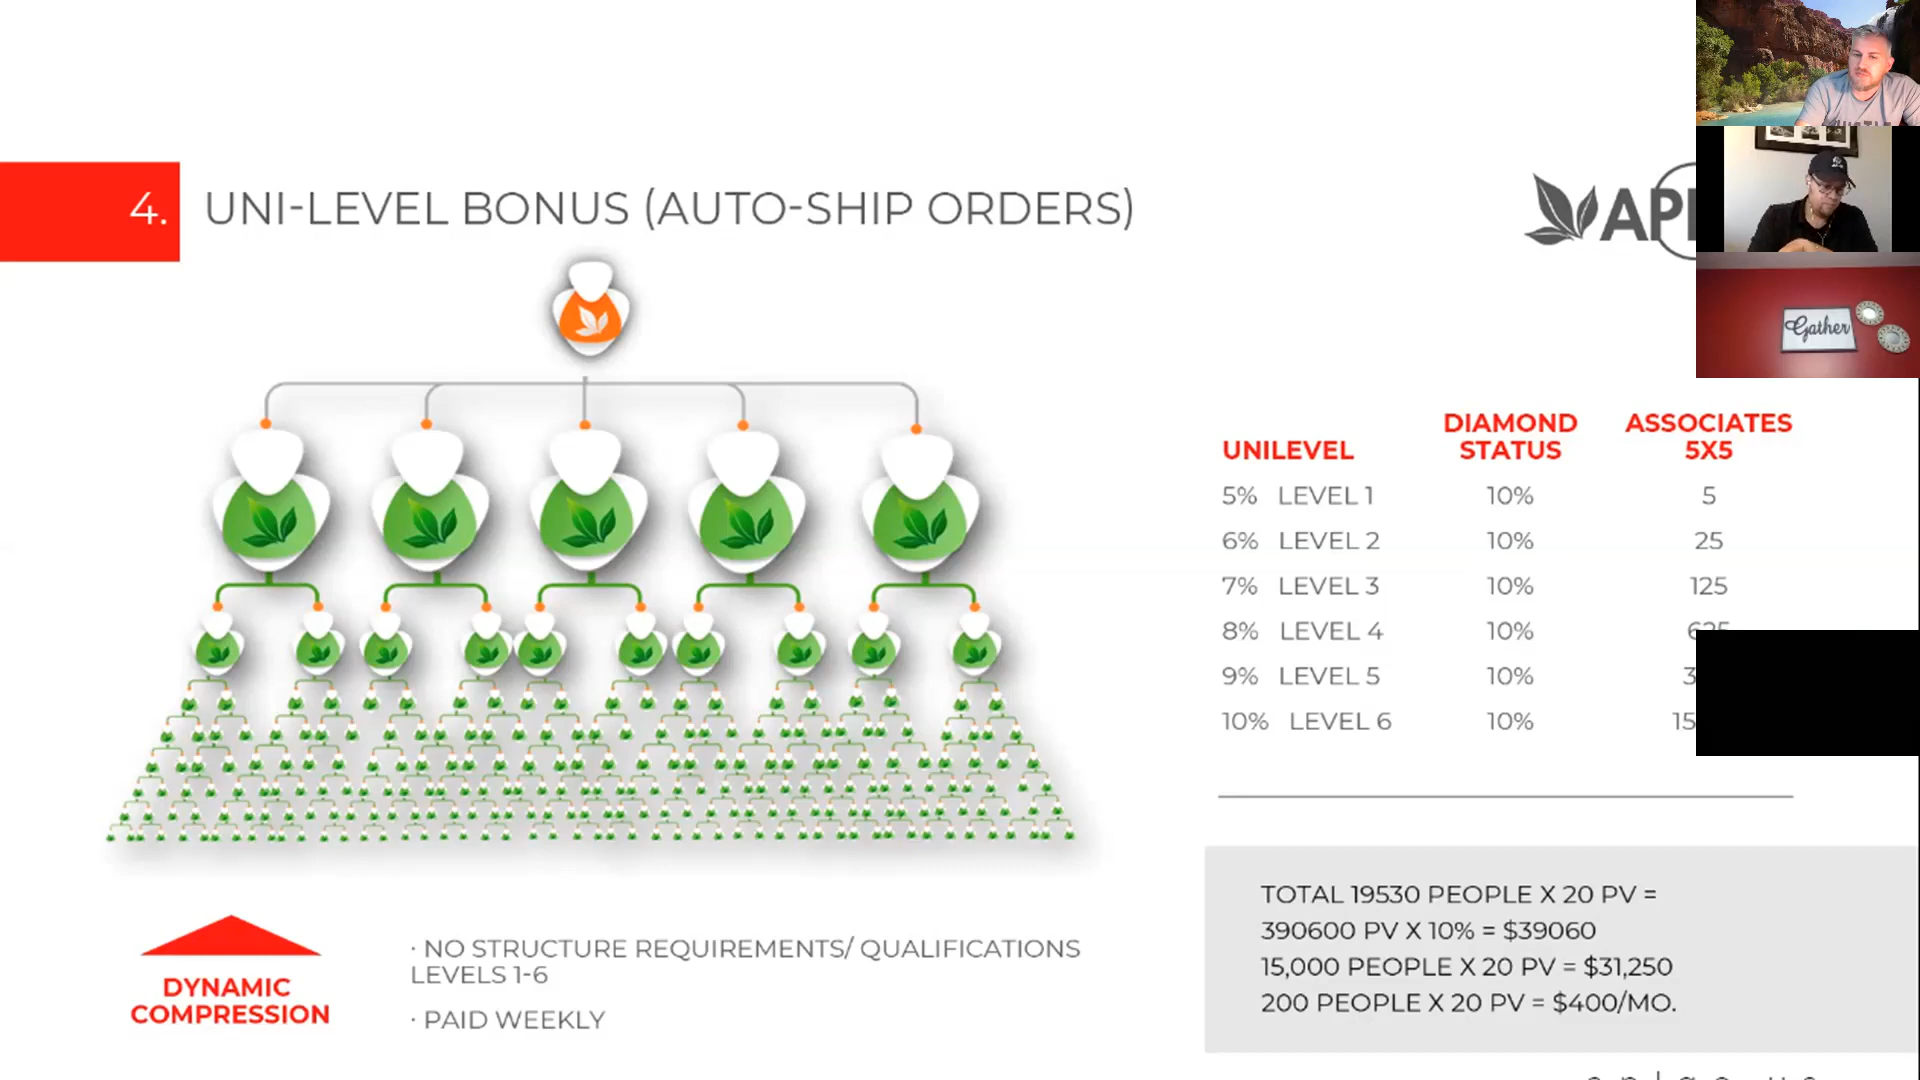 4. UNI-LEVEL BONUS (AUTO-SHIP ORDERS)
Gather
UNILEVEL DIAMOND STATUS ASSOCIATES 5X5
5% LEVEL 1 10% 5
6% LEVEL 2 10% 25
7% LEVEL 3 10% 125
8% LEVEL 4 10% 625
9% LEVEL 5 10% 3
10% LEVEL 6 10% 15
TOTAL 19530 PEOPLE X 20 PV =
390600 PV X 10% = $39060
15,000 PEOPLE X 20 PV = $31,250
200 PEOPLE X 20 PV = $400/MO.
DYNAMIC
COMPRESSION
· NO STRUCTURE REQUIREMENTS/ QUALIFICATIONS
LEVELS 1-6
· PAID WEEKLY